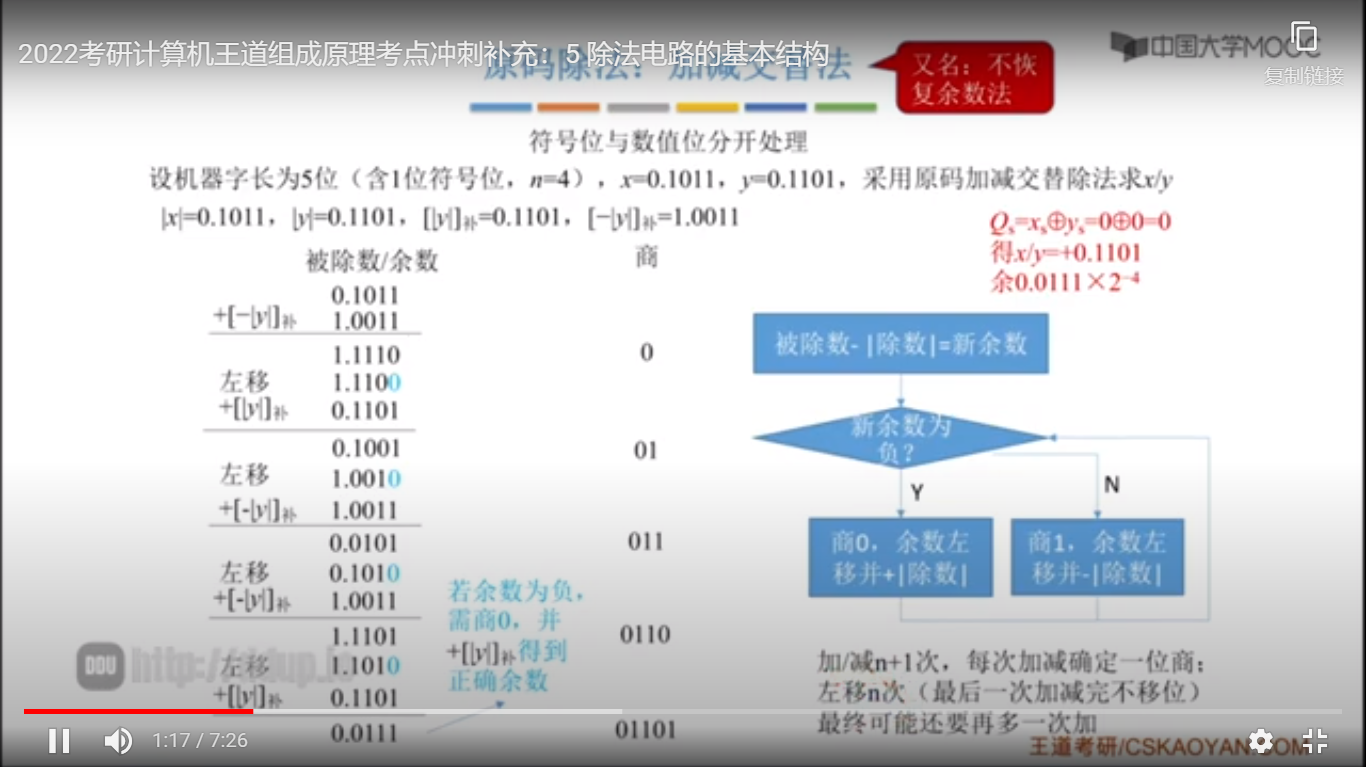 2022考研计算机王道组成原理考点冲刺补充：5 除法电路的基本结构
原码除法：加减交替法
又名：不恢
复余数法
中国大学MOOC
复制链接
符号位与数值位分开处理
设机器字长为5位（含1位符号位，n=4），x=0.1011，y=0.1101，采用原码加减交替除法求x/y
|x|=0.1011，|y|=0.1101，[|y|]补=0.1101，[−|y|]补=1.0011
Qs=xs⊕ys=0⊕0=0
得x/y=+0.1101
余0.0111×2⁻⁴
被除数/余数 商
0.1011
+[−|y|]补 1.0011
1.1110 0
左移 1.1100
+[|y|]补 0.1101
0.1001 01
左移 1.0010
+[-|y|]补 1.0011
0.0101 011
左移 0.1010
+[-|y|]补 1.0011
1.1101 0110
左移 1.1010
+[|y|]补 0.1101
0.0111 01101
若余数为负，
需商0，并
+[|y|]补得到
正确余数
被除数- |除数|=新余数
新余数为
负？
Y
N
商0，余数左
移并+|除数|
商1，余数左
移并-|除数|
加/减n+1次，每次加减确定一位商；
左移n次（最后一次加减完不移位）
最终可能还要再多一次加
王道考研/CSKAOYAN.COM
1:17 / 7:26